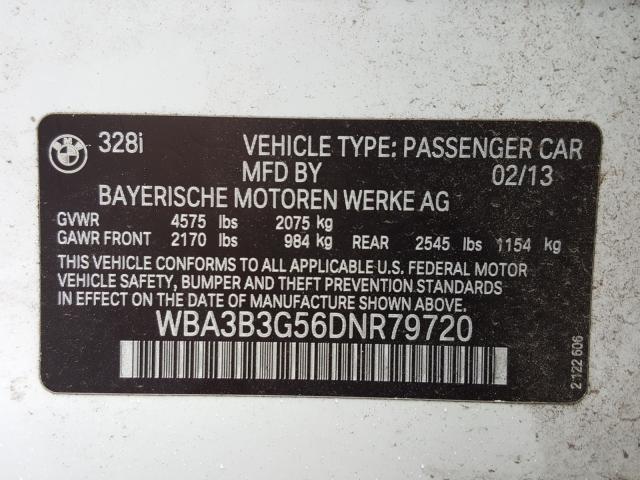 BMW 328i VEHICLE TYPE: PASSENGER CAR
MFD BY 02/13
BAYERISCHE MOTOREN WERKE AG
GVWR 4575 lbs 2075 kg
GAWR FRONT 2170 lbs 984 kg REAR 2545 lbs 1154 kg
THIS VEHICLE CONFORMS TO ALL APPLICABLE U.S. FEDERAL MOTOR
VEHICLE SAFETY, BUMPER AND THEFT PREVENTION STANDARDS
IN EFFECT ON THE DATE OF MANUFACTURE SHOWN ABOVE.
WBA3B3G56DNR79720
2122 606